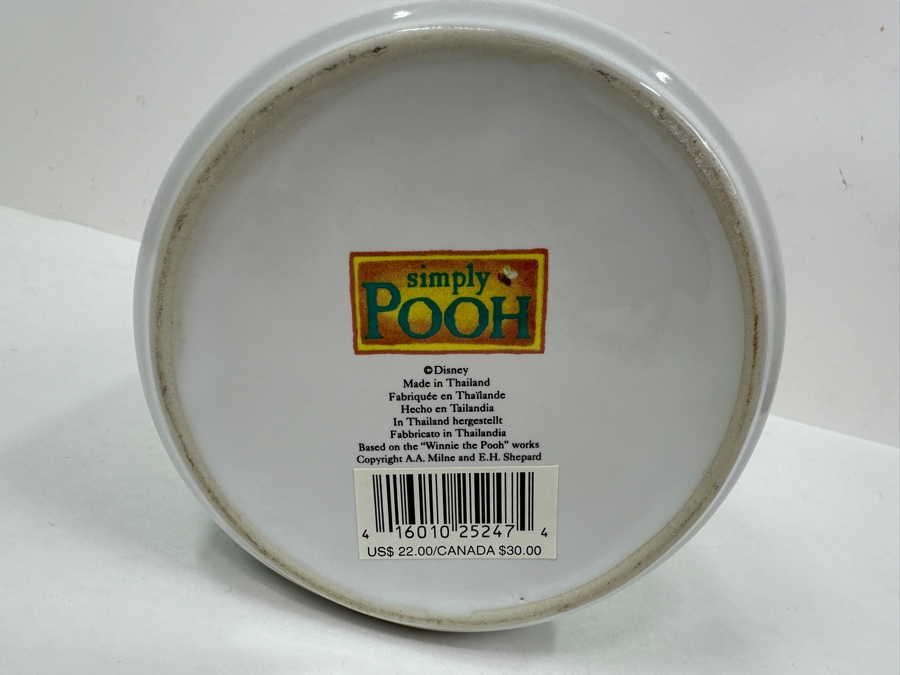 simply
POOH
©Disney
Made in Thailand
Fabriquée en Thaïlande
Hecho en Tailandia
In Thailand hergestellt
Fabbricato in Thailandia
Based on the “Winnie the Pooh” works
Copyright A.A. Milne and E.H. Shepard
4 16010 25247 4
US$ 22.00/CANADA $30.00